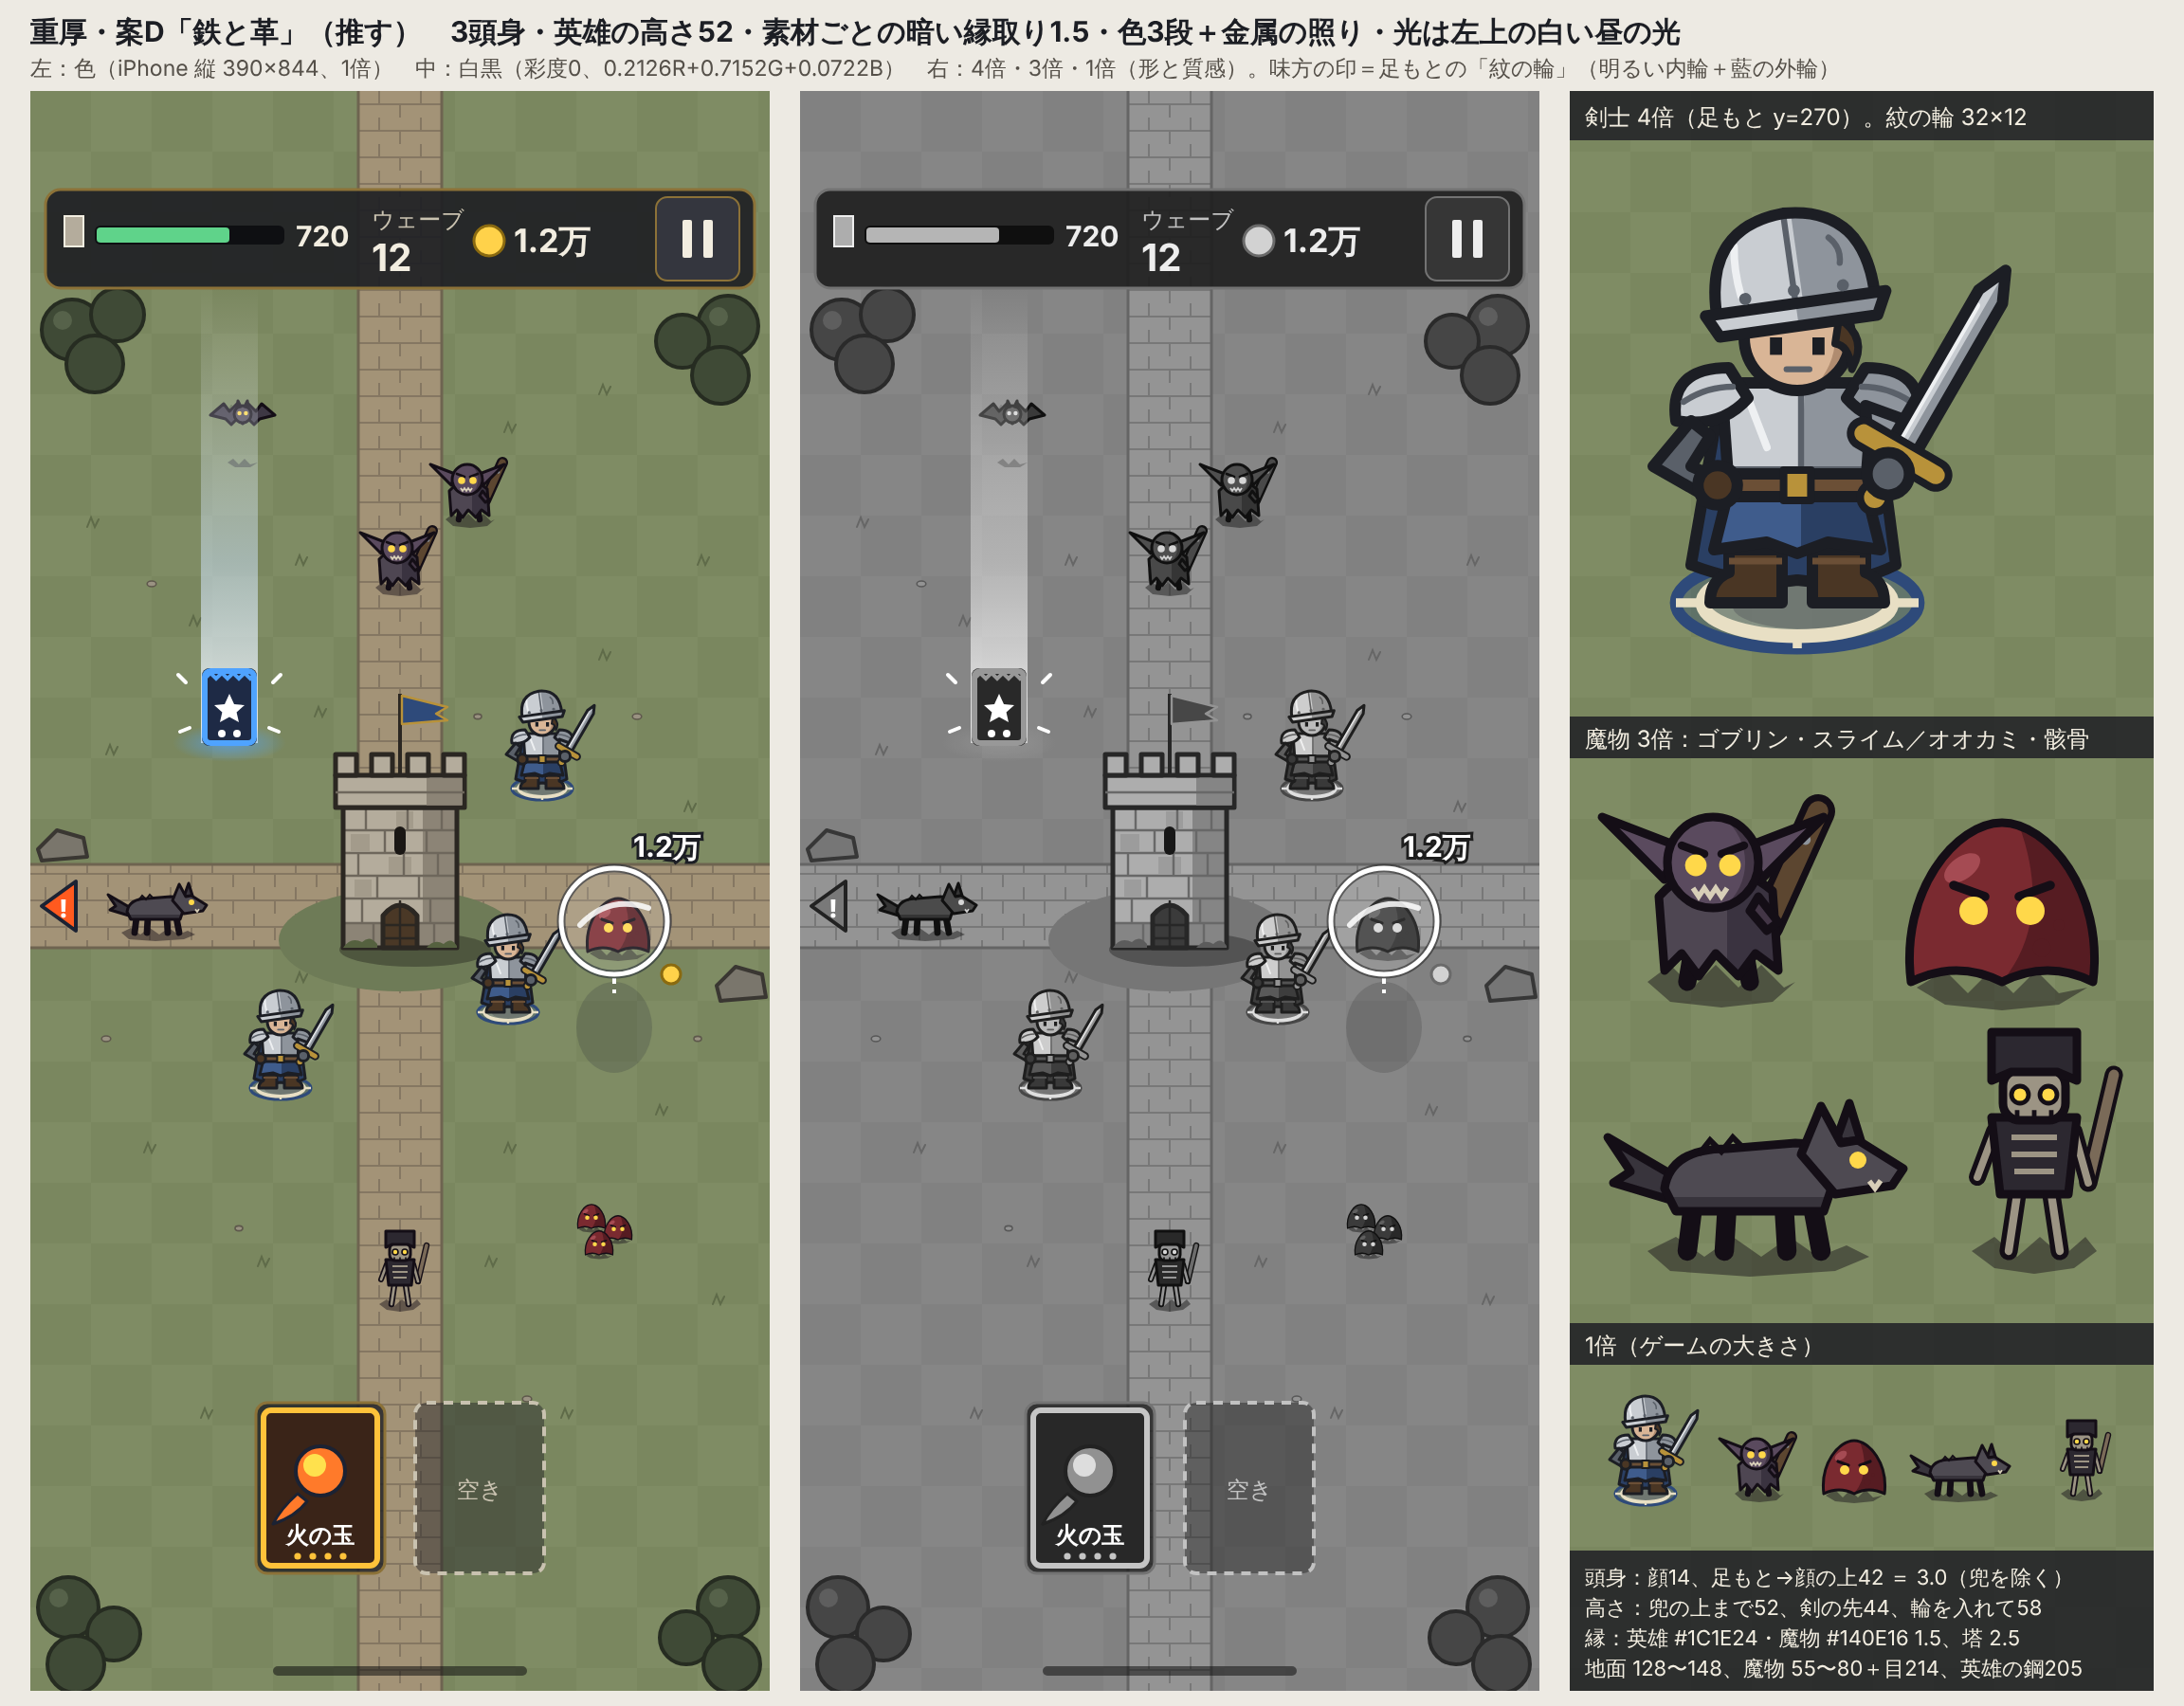 重厚・案D「鉄と革」（推す）　3頭身・英雄の高さ52・素材ごとの暗い縁取り1.5・色3段＋金属の照り・光は左上の白い昼の光
左：色（iPhone 縦 390×844、1倍）　中：白黒（彩度0、0.2126R+0.7152G+0.0722B）　右：4倍・3倍・1倍（形と質感）。味方の印＝足もとの「紋の輪」（明るい内輪＋藍の外輪）
720
ウェーブ
12
1.2万
1.2万
!
火の玉
空き
720
ウェーブ
12
1.2万
1.2万
!
火の玉
空き
剣士 4倍（足もと y=270）。紋の輪 32×12
魔物 3倍：ゴブリン・スライム／オオカミ・骸骨
1倍（ゲームの大きさ）
頭身：顔14、足もと→顔の上42 ＝ 3.0（兜を除く）
高さ：兜の上まで52、剣の先44、輪を入れて58
縁：英雄 #1C1E24・魔物 #140E16 1.5、塔 2.5
地面 128〜148、魔物 55〜80＋目214、英雄の鋼205